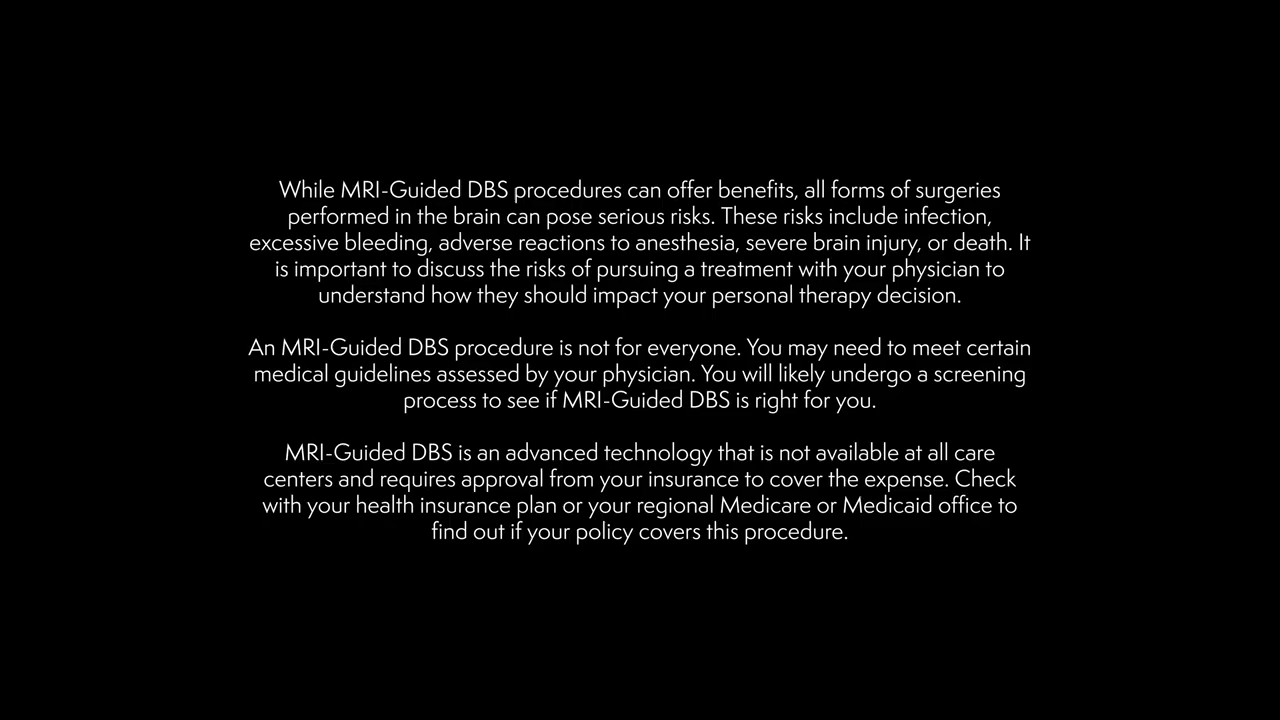 While MRI-Guided DBS procedures can offer benefits, all forms of surgeries
performed in the brain can pose serious risks. These risks include infection,
excessive bleeding, adverse reactions to anesthesia, severe brain injury, or death. It
is important to discuss the risks of pursuing a treatment with your physician to
understand how they should impact your personal therapy decision.
An MRI-Guided DBS procedure is not for everyone. You may need to meet certain
medical guidelines assessed by your physician. You will likely undergo a screening
process to see if MRI-Guided DBS is right for you.
MRI-Guided DBS is an advanced technology that is not available at all care
centers and requires approval from your insurance to cover the expense. Check
with your health insurance plan or your regional Medicare or Medicaid office to
find out if your policy covers this procedure.